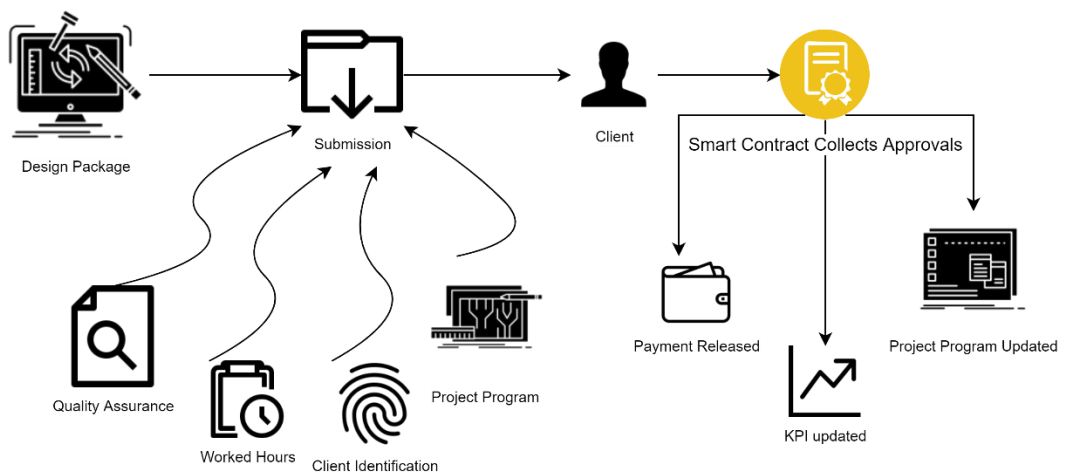 Design Package
Submission
Client
Smart Contract Collects Approvals
Quality Assurance
Worked Hours
Client Identification
Project Program
Payment Released
KPI updated
Project Program Updated